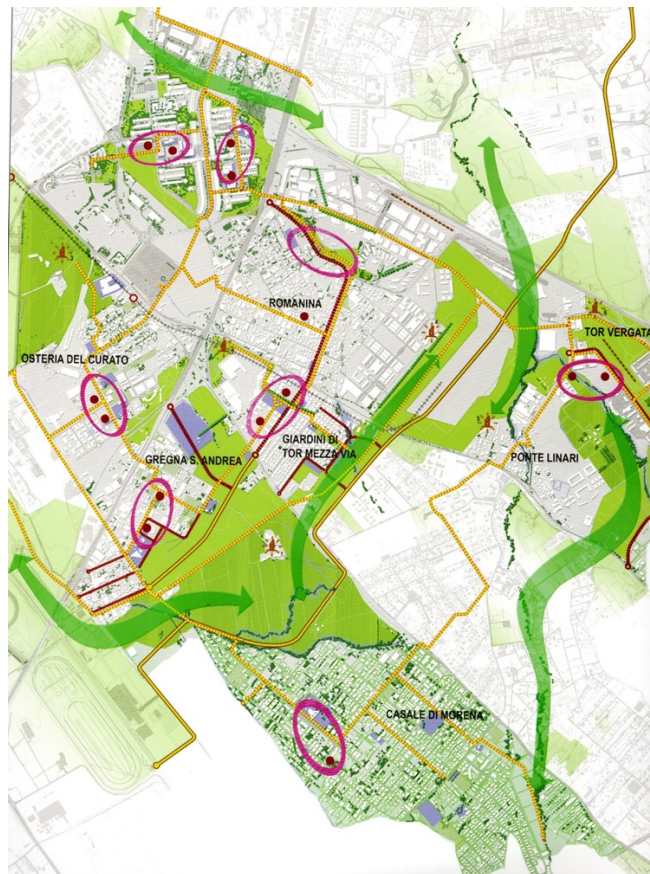 ROMANINA
TOR VERGATA
OSTERIA DEL CURATO
GIARDINI DI
TOR MEZZA VIA
GREGNA S. ANDREA
PONTE LINARI
CASALE DI MORENA